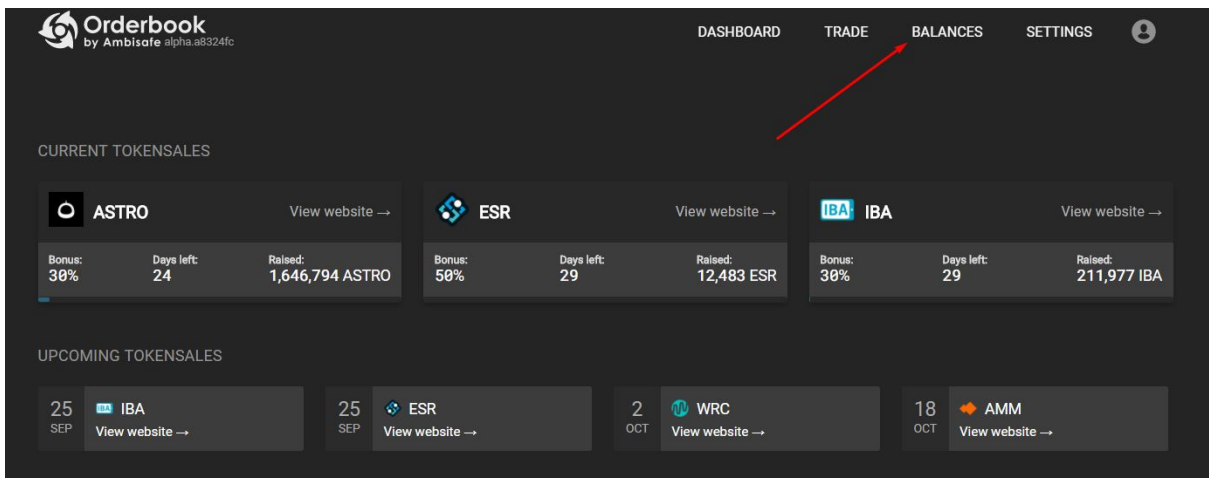 Orderbook
by Ambisafe alpha.a8324fc
DASHBOARD TRADE BALANCES SETTINGS
CURRENT TOKENSALES
ASTRO View website →
Bonus: Days left: Raised:
30% 24 1,646,794 ASTRO
ESR View website →
Bonus: Days left: Raised:
50% 29 12,483 ESR
IBA IBA View website →
Bonus: Days left: Raised:
30% 29 211,977 IBA
UPCOMING TOKENSALES
25 IBA IBA
SEP View website →
25 ESR
SEP View website →
2 WRC
OCT View website →
18 AMM
OCT View website →